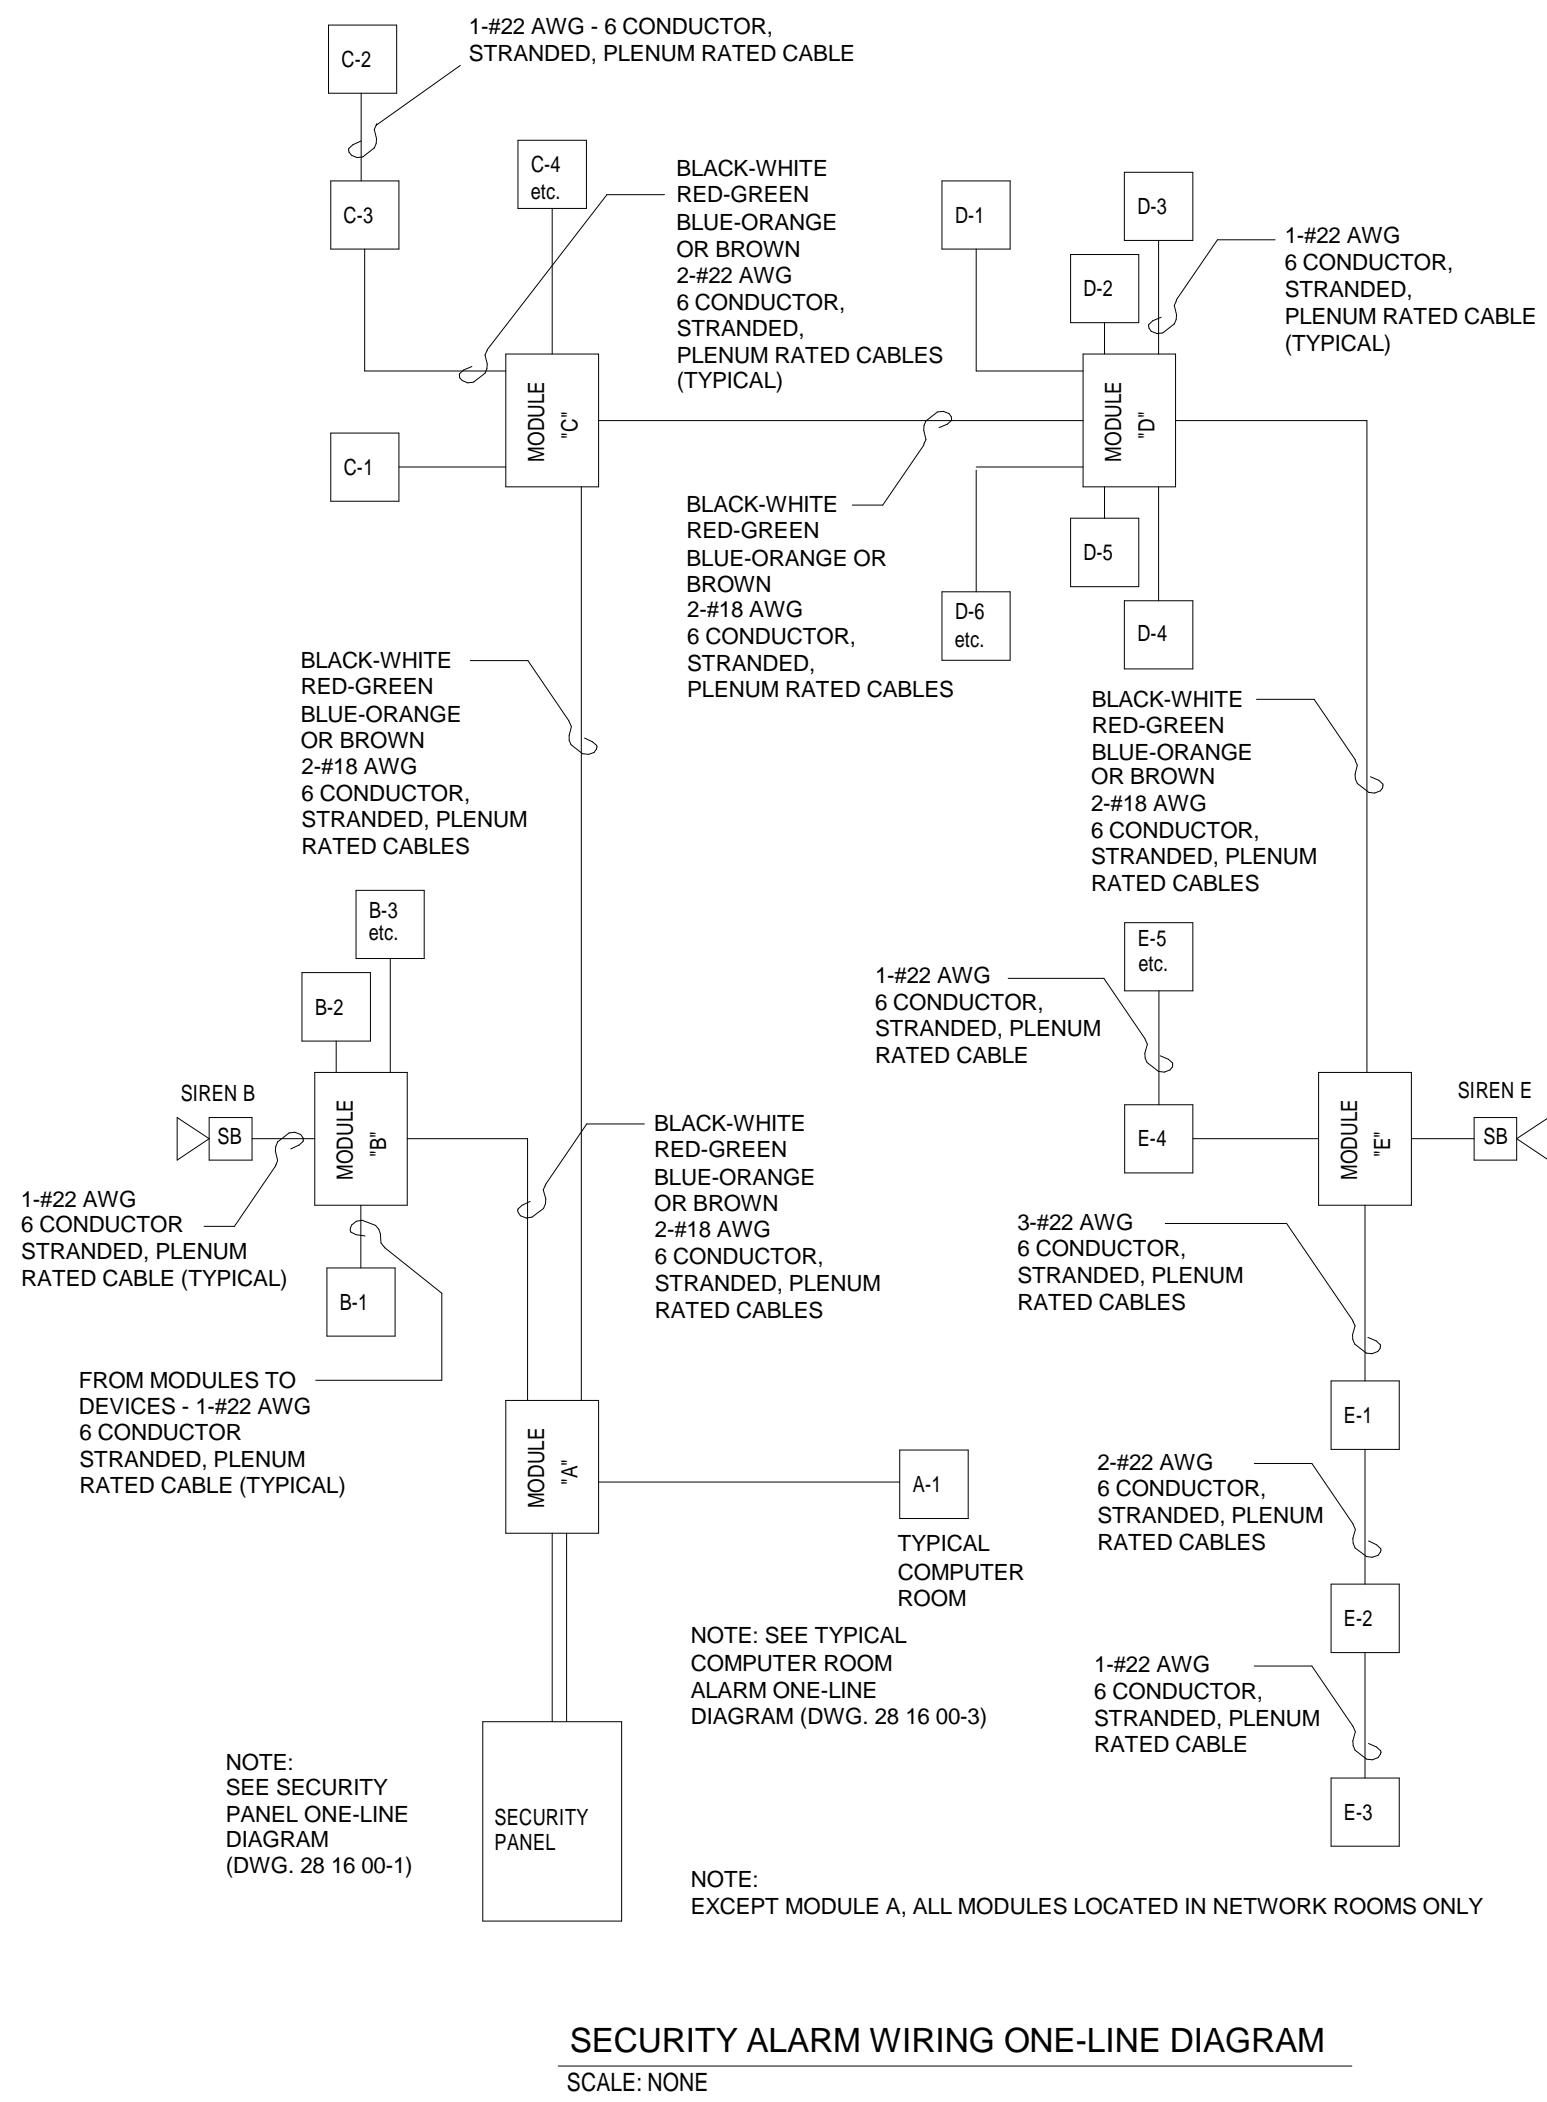 1-#22 AWG - 6 CONDUCTOR,
STRANDED, PLENUM RATED CABLE
C-2
C-3
C-4
etc.
BLACK-WHITE
RED-GREEN
BLUE-ORANGE
OR BROWN
2-#22 AWG
6 CONDUCTOR,
STRANDED,
PLENUM RATED CABLES
(TYPICAL)
D-1
D-3
D-2
1-#22 AWG
6 CONDUCTOR,
STRANDED,
PLENUM RATED CABLE
(TYPICAL)
MODULE
"C"
MODULE
"D"
C-1
BLACK-WHITE
RED-GREEN
BLUE-ORANGE OR
BROWN
2-#18 AWG
6 CONDUCTOR,
STRANDED,
PLENUM RATED CABLES
D-5
D-6
etc.
D-4
BLACK-WHITE
RED-GREEN
BLUE-ORANGE
OR BROWN
2-#18 AWG
6 CONDUCTOR,
STRANDED, PLENUM
RATED CABLES
BLACK-WHITE
RED-GREEN
BLUE-ORANGE
OR BROWN
2-#18 AWG
6 CONDUCTOR,
STRANDED, PLENUM
RATED CABLES
B-3
etc.
B-2
E-5
etc.
1-#22 AWG
6 CONDUCTOR,
STRANDED, PLENUM
RATED CABLE
SIREN B
SB
MODULE
"B"
BLACK-WHITE
RED-GREEN
BLUE-ORANGE
OR BROWN
2-#18 AWG
6 CONDUCTOR,
STRANDED, PLENUM
RATED CABLES
E-4
MODULE
"E"
SIREN E
SB
1-#22 AWG
6 CONDUCTOR
STRANDED, PLENUM
RATED CABLE (TYPICAL)
B-1
3-#22 AWG
6 CONDUCTOR,
STRANDED, PLENUM
RATED CABLES
FROM MODULES TO
DEVICES - 1-#22 AWG
6 CONDUCTOR
STRANDED, PLENUM
RATED CABLE (TYPICAL)
MODULE
"A"
A-1
TYPICAL
COMPUTER
ROOM
E-1
2-#22 AWG
6 CONDUCTOR,
STRANDED, PLENUM
RATED CABLES
E-2
NOTE: SEE TYPICAL
COMPUTER ROOM
ALARM ONE-LINE
DIAGRAM (DWG. 28 16 00-3)
1-#22 AWG
6 CONDUCTOR,
STRANDED, PLENUM
RATED CABLE
E-3
NOTE:
SEE SECURITY
PANEL ONE-LINE
DIAGRAM
(DWG. 28 16 00-1)
SECURITY
PANEL
NOTE:
EXCEPT MODULE A, ALL MODULES LOCATED IN NETWORK ROOMS ONLY
SECURITY ALARM WIRING ONE-LINE DIAGRAM
SCALE: NONE